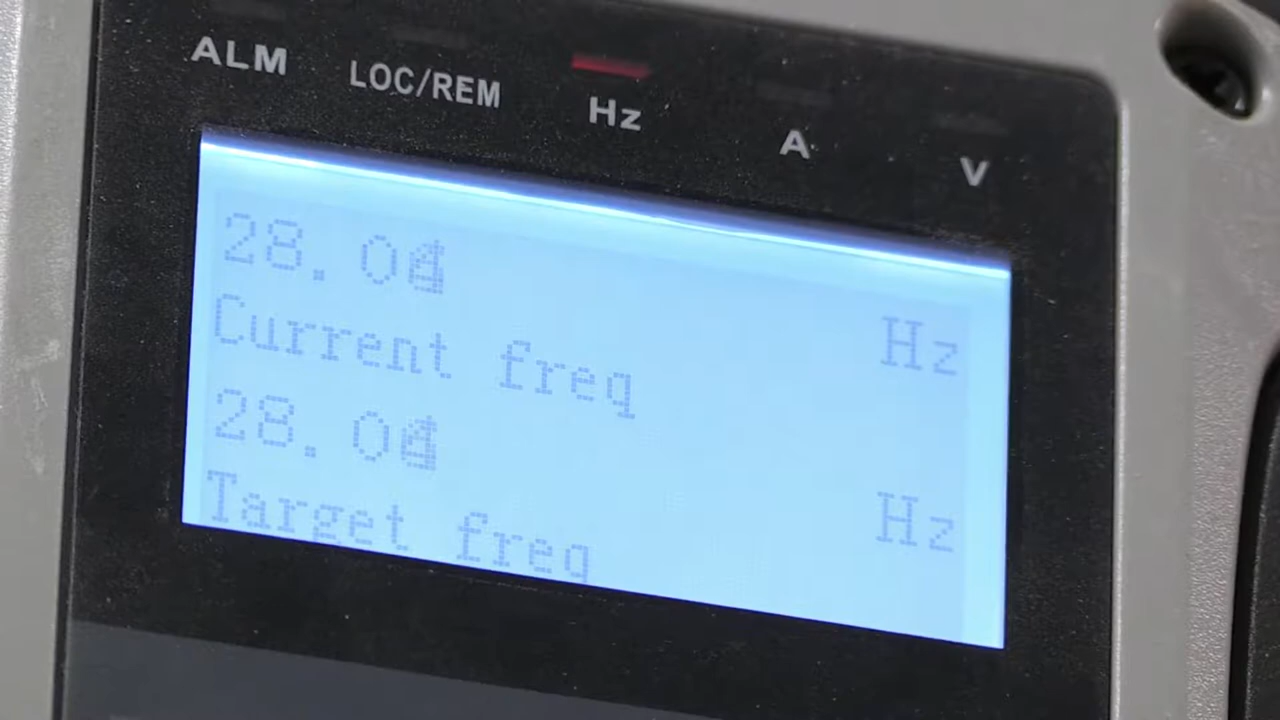 ALM LOC/REM Hz A V
28.0 Hz
Current freq
28.0 Hz
Target freq